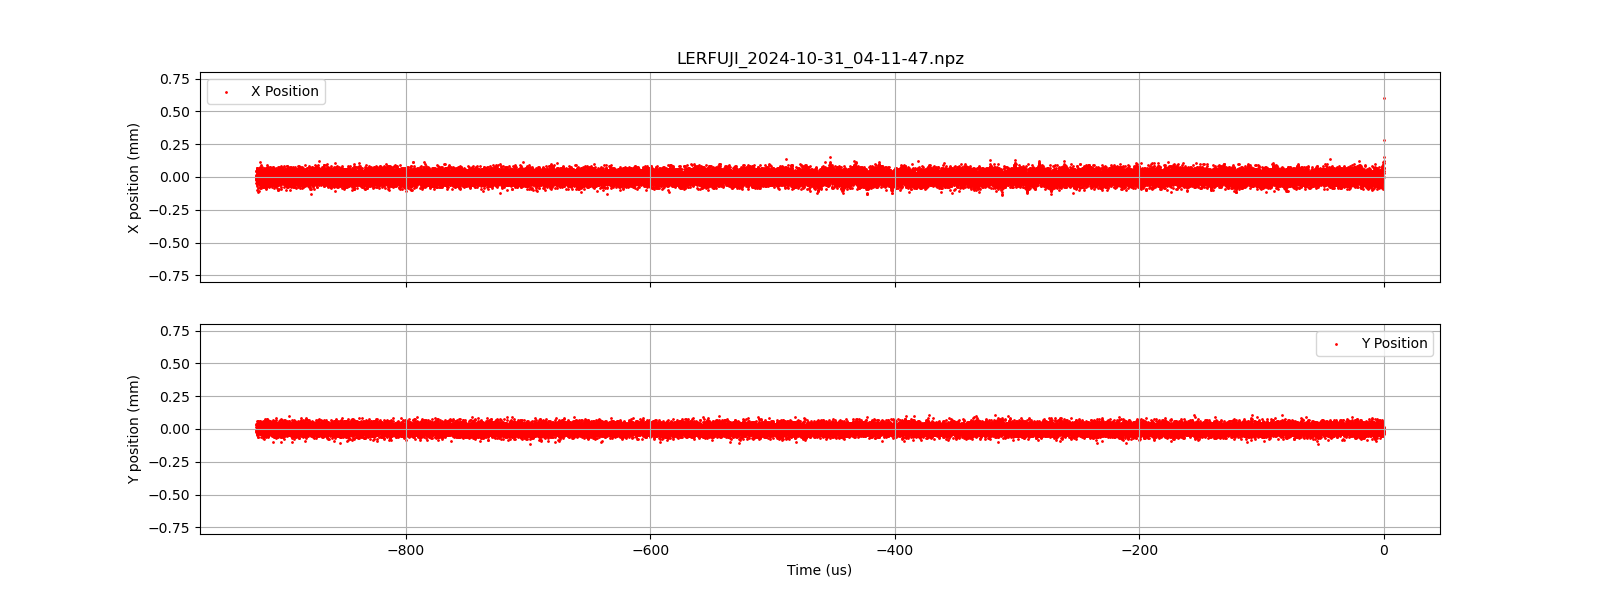 LERFUJI_2024-10-31_04-11-47.npz
X position (mm)
0.75
0.50
0.25
0.00
−0.25
−0.50
−0.75
X Position
Y position (mm)
0.75
0.50
0.25
0.00
−0.25
−0.50
−0.75
Y Position
−800 −600 −400 −200 0
Time (us)